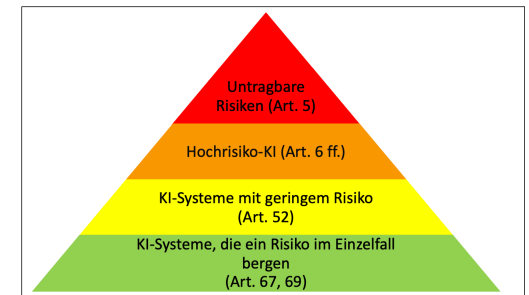 Untragbare
Risiken (Art. 5)
Hochrisiko-KI (Art. 6 ff.)
KI-Systeme mit geringem Risiko
(Art. 52)
KI-Systeme, die ein Risiko im Einzelfall
bergen
(Art. 67, 69)